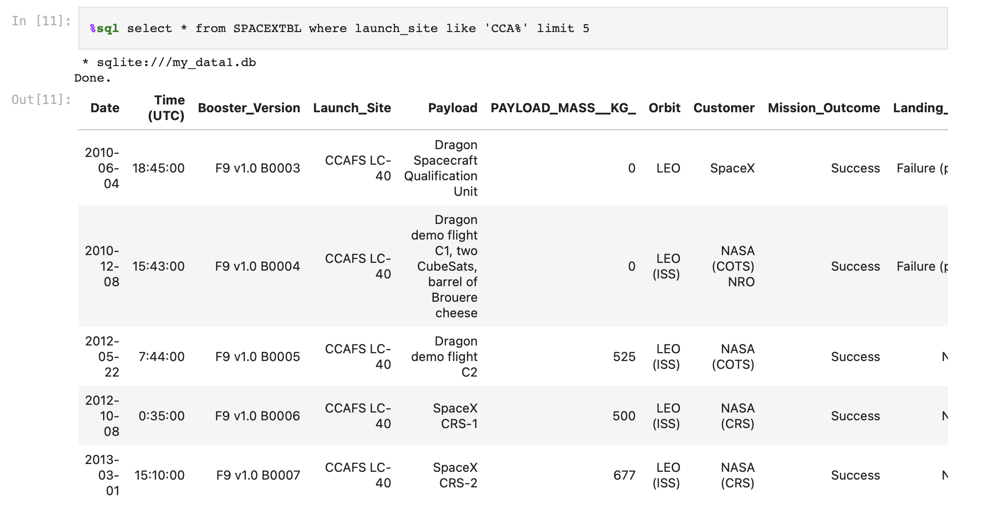 In [11]:
%sql select * from SPACEXTBL where launch_site like 'CCA%' limit 5
* sqlite:///my_data1.db
Done.
Out[11]:
Date Time (UTC) Booster_Version Launch_Site Payload PAYLOAD_MASS__KG_ Orbit Customer Mission_Outcome Landing_
2010-06-04 18:45:00 F9 v1.0 B0003 CCAFS LC-40 Dragon Spacecraft Qualification Unit 0 LEO SpaceX Success Failure (
2010-12-08 15:43:00 F9 v1.0 B0004 CCAFS LC-40 Dragon demo flight C1, two CubeSats, barrel of Brouere cheese 0 LEO (ISS) NASA (COTS) NRO Success Failure (
2012-05-22 7:44:00 F9 v1.0 B0005 CCAFS LC-40 Dragon demo flight C2 525 LEO (ISS) NASA (COTS) Success
2012-10-08 0:35:00 F9 v1.0 B0006 CCAFS LC-40 SpaceX CRS-1 500 LEO (ISS) NASA (CRS) Success
2013-03-01 15:10:00 F9 v1.0 B0007 CCAFS LC-40 SpaceX CRS-2 677 LEO (ISS) NASA (CRS) Success